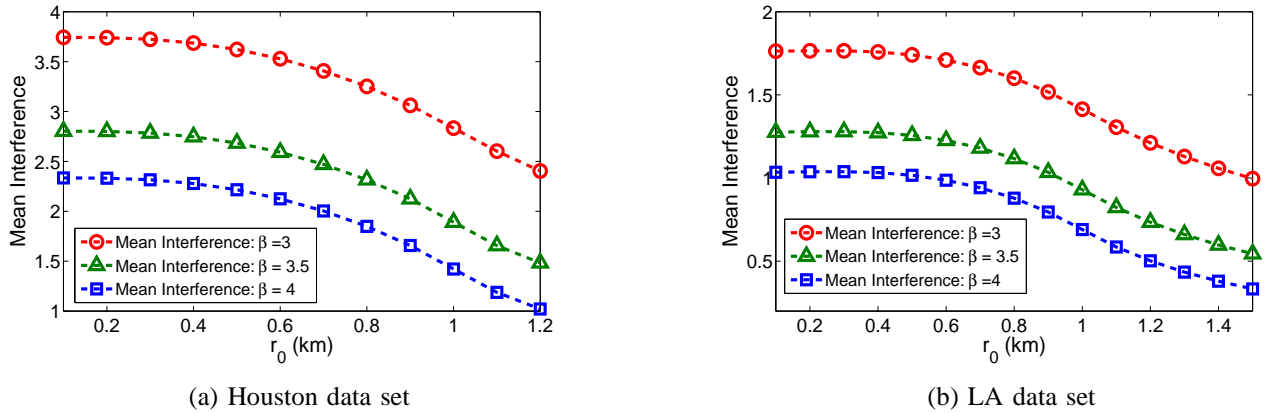 4
3.5
3
2.5
2
1.5
1
Mean Interference
Mean Interference: β =3
Mean Interference: β = 3.5
Mean Interference: β = 4
0.2 0.4 0.6 0.8 1 1.2
r_0 (km)
(a) Houston data set
2
1.5
1
0.5
Mean Interference
Mean Interference: β =3
Mean Interference: β = 3.5
Mean Interference: β =4
0.2 0.4 0.6 0.8 1 1.2 1.4
r_0 (km)
(b) LA data set